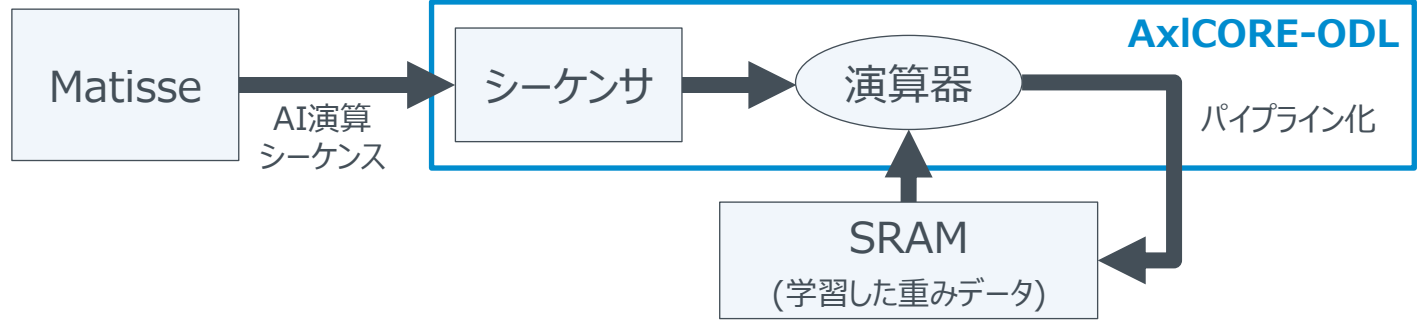 AxlCORE-ODL
Matisse
シーケンサ
演算器
AI演算
シーケンス
パイプライン化
SRAM
(学習した重みデータ)